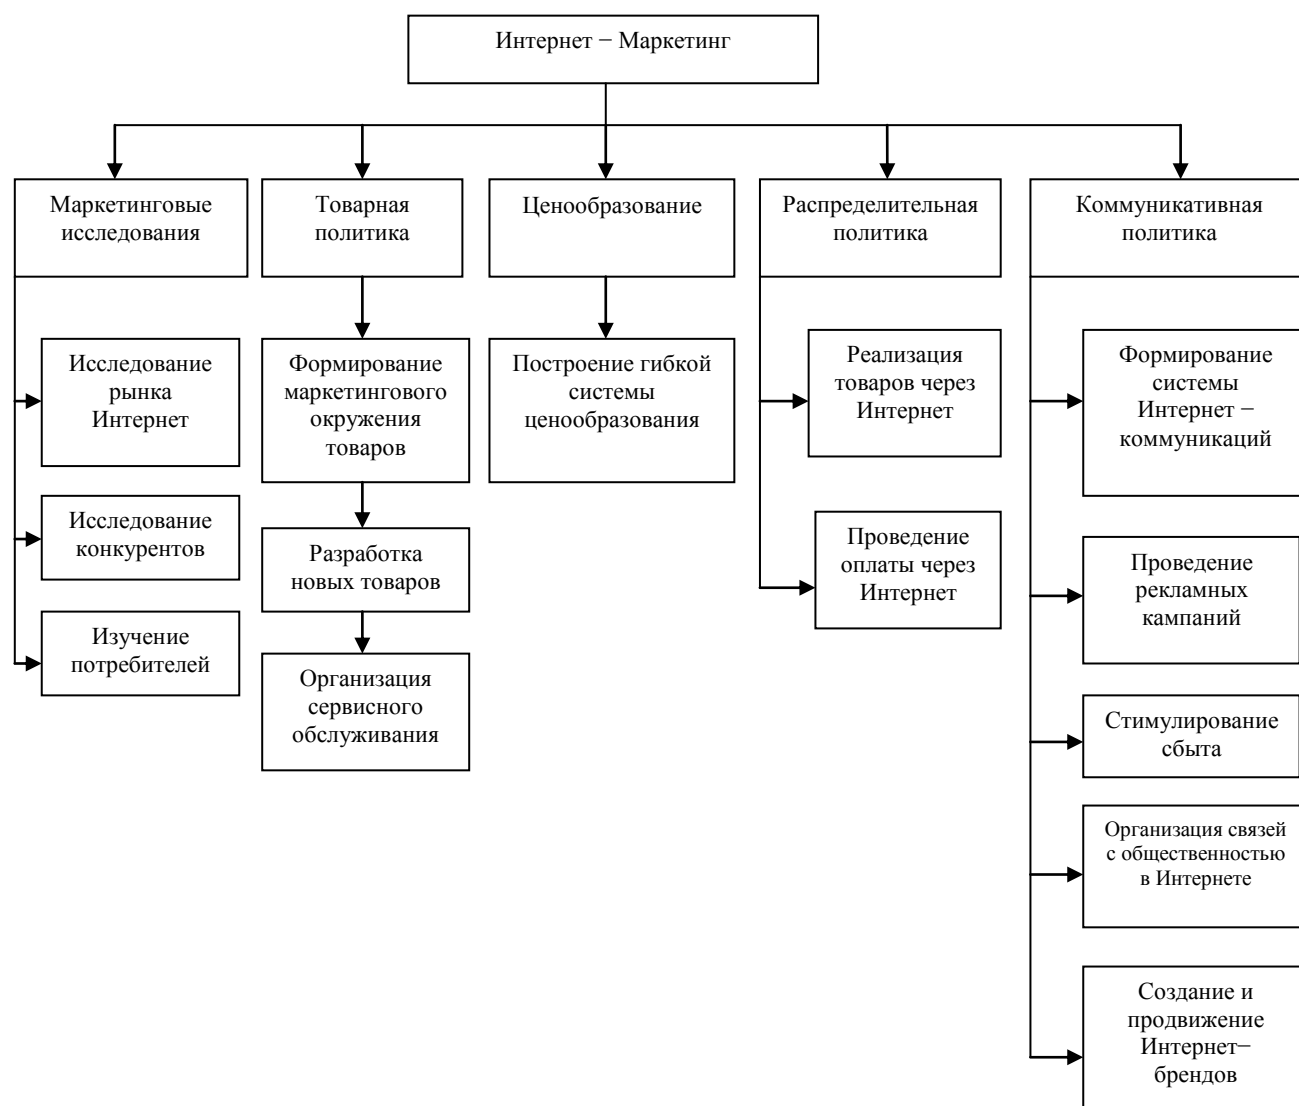 Интернет − Маркетинг
Маркетинговые
исследования
Товарная
политика
Ценообразование
Распределительная
политика
Коммуникативная
политика
Исследование
рынка
Интернет
Исследование
конкурентов
Изучение
потребителей
Формирование
маркетингового
окружения
товаров
Разработка
новых товаров
Организация
сервисного
обслуживания
Построение гибкой
системы
ценообразования
Реализация
товаров через
Интернет
Проведение
оплаты через
Интернет
Формирование
системы
Интернет −
коммуникаций
Проведение
рекламных
кампаний
Стимулирование
сбыта
Организация связей
с общественностью
в Интернете
Создание и
продвижение
Интернет−
брендов